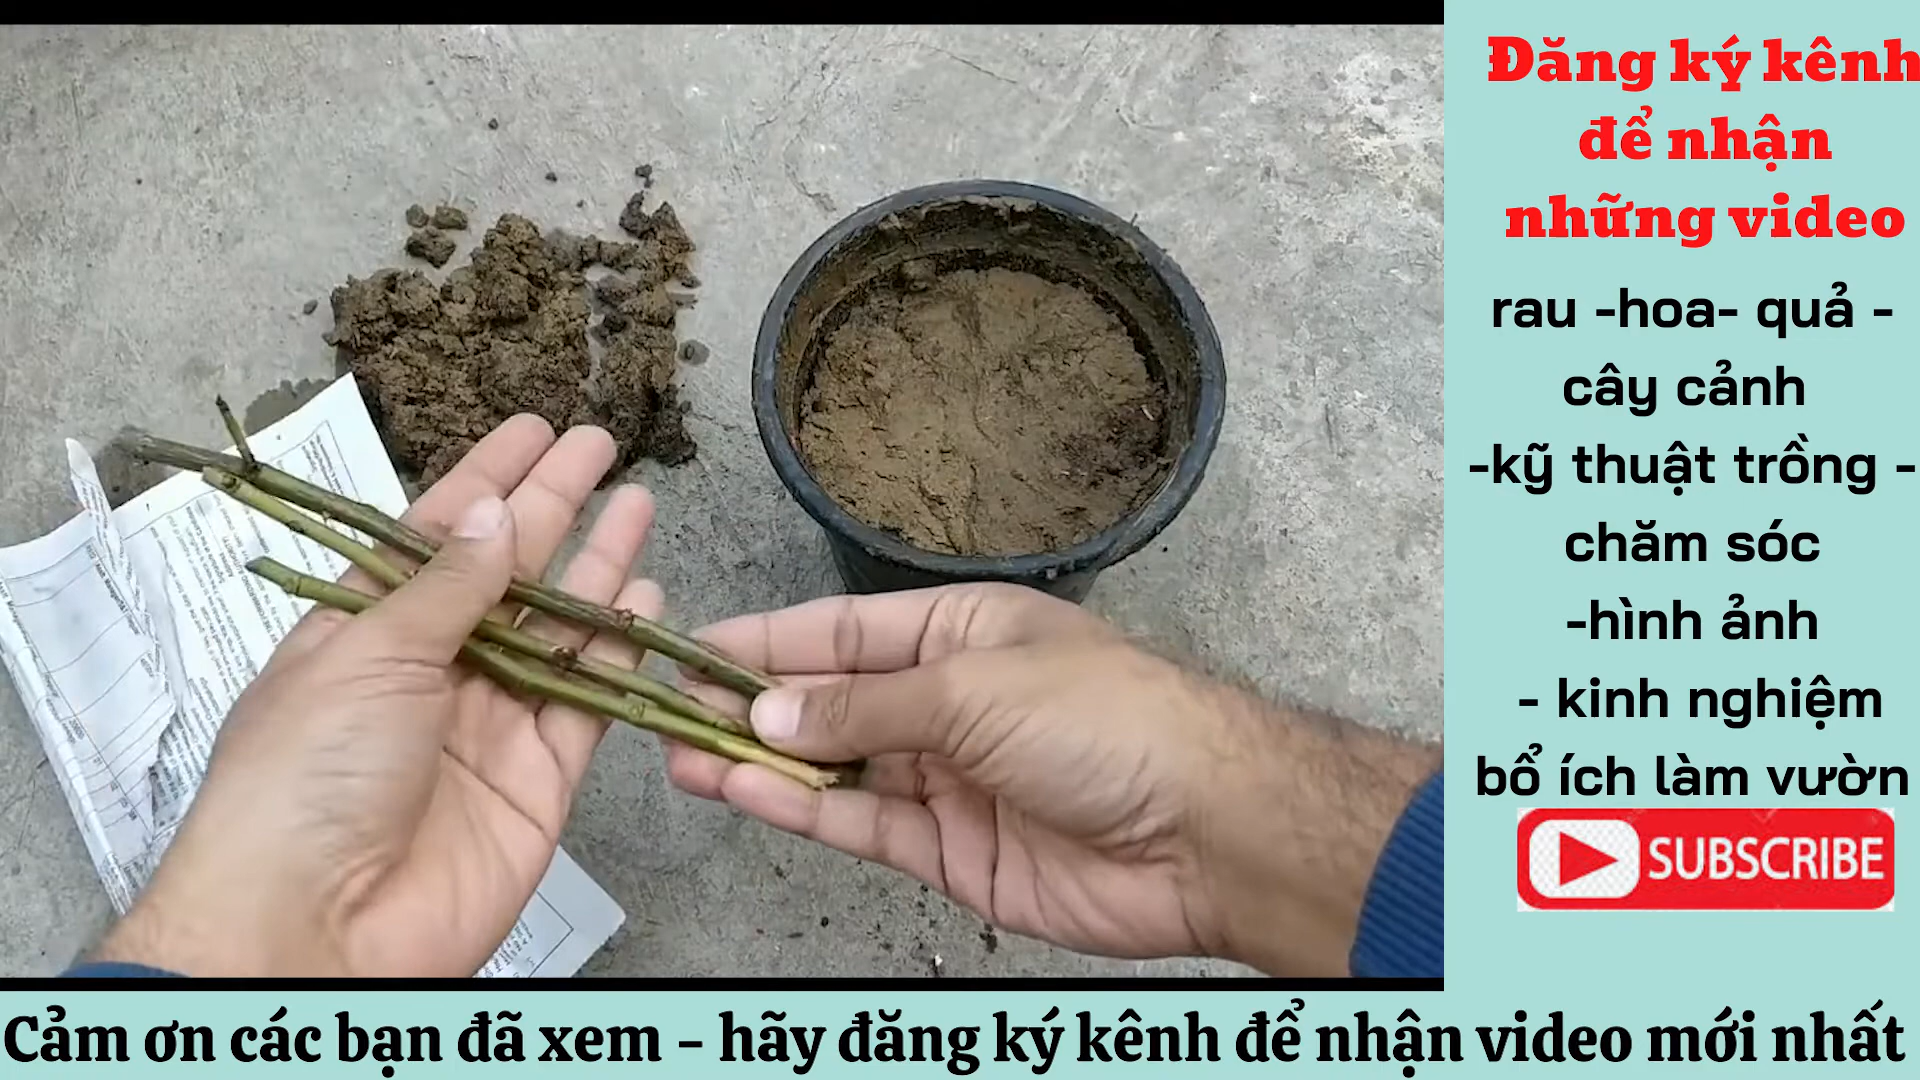 Đăng ký kênh
để nhận
những video
rau -hoa- quả -
cây cảnh
-kỹ thuật trồng -
chăm sóc
-hình ảnh
- kinh nghiệm
bổ ích làm vườn
SUBSCRIBE
Cảm ơn các bạn đã xem - hãy đăng ký kênh để nhận video mới nhất